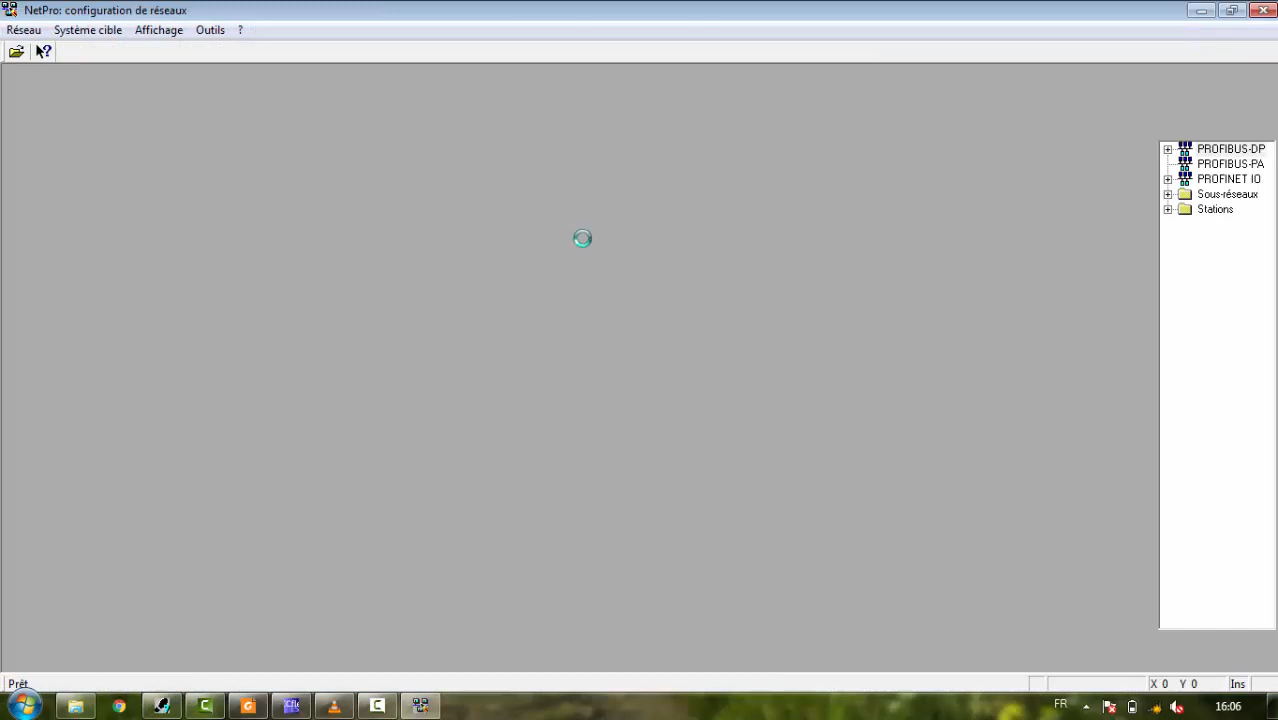 NetPro: configuration de réseaux
Réseau Système cible Affichage Outils ?
PROFIBUS-DP
PROFIBUS-PA
PROFINET IO
Sous-réseaux
Stations
Prêt
X 0 Y 0 Ins
FR 16:06